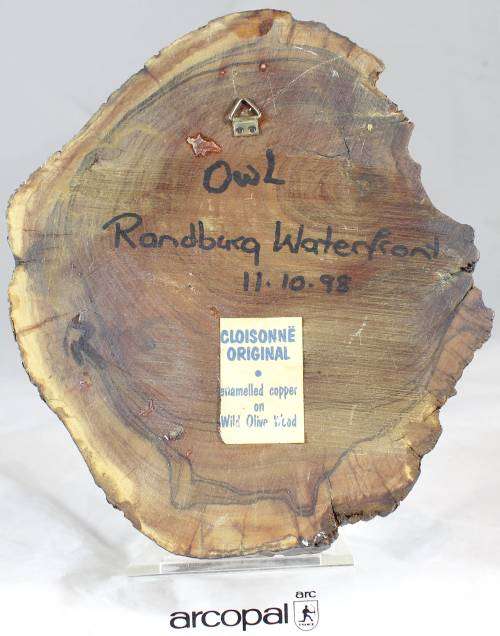 Owl
Randburg Waterfront
11.10.98
CLOISONNË
ORIGINAL
•
enamelled copper
on
Wild Olive Wood
arc
arcopal